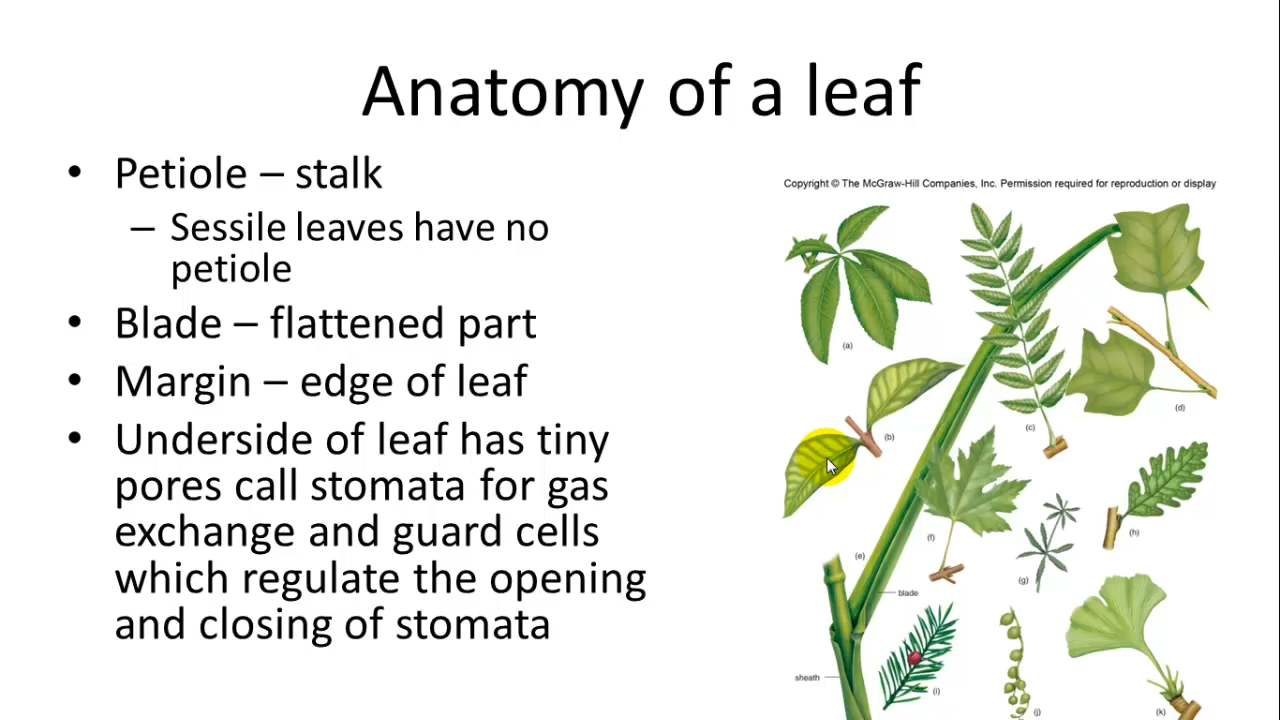 Anatomy of a leaf
• Petiole – stalk
– Sessile leaves have no
petiole
• Blade – flattened part
• Margin – edge of leaf
• Underside of leaf has tiny
pores call stomata for gas
exchange and guard cells
which regulate the opening
and closing of stomata
Copyright © The McGraw-Hill Companies, Inc. Permission required for reproduction or display
(a)
(b)
(c)
(d)
(e)
(f)
(g)
(h)
blade
sheath
(i)
(j)
(k)